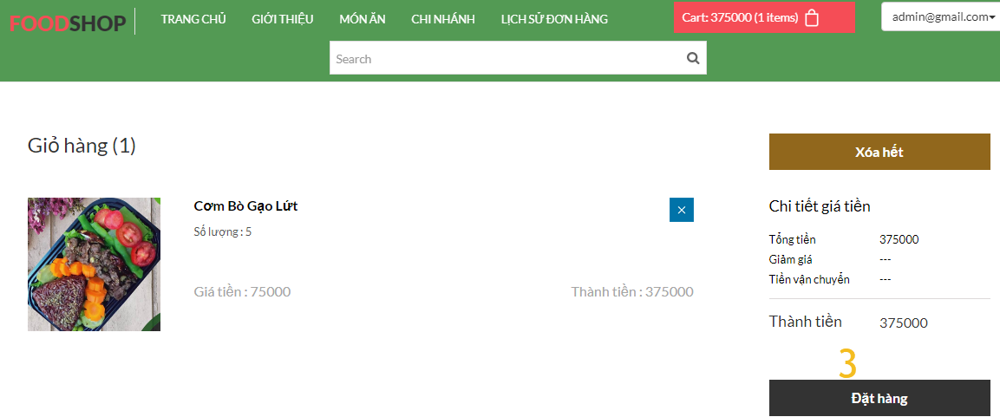 FOODSHOP
TRANG CHỦ GIỚI THIỆU MÓN ĂN CHI NHÁNH LỊCH SỬ ĐƠN HÀNG
Cart: 375000 (1 items)
admin@gmail.com
Search
Giỏ hàng (1)
Xóa hết
Cơm Bò Gạo Lứt
Số lượng : 5
Giá tiền : 75000
Thành tiền : 375000
Chi tiết giá tiền
Tổng tiền 375000
Giảm giá ---
Tiền vận chuyển ---
Thành tiền 375000
3
Đặt hàng